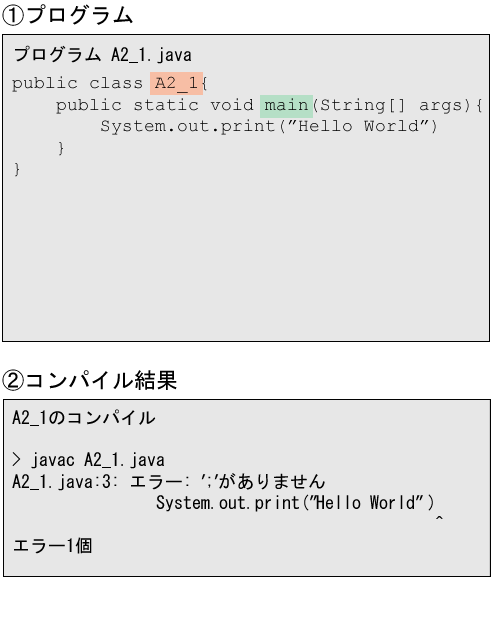 ①プログラム
プログラム A2_1.java
public class A2_1{
    public static void main(String[] args){
        System.out.print("Hello World")
    }
}
②コンパイル結果
A2_1のコンパイル
> javac A2_1.java
A2_1.java:3: エラー: ';'がありません
                System.out.print("Hello World")
                                               ^
エラー1個